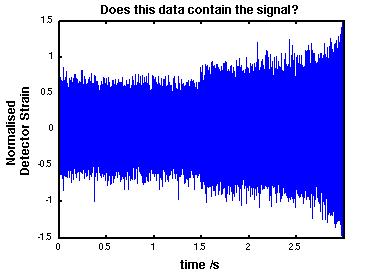 Does this data contain the signal?
1.5
1
0.5
0
-0.5
-1
-1.5
Normalised
Detector Strain
0 0.5 1 1.5 2 2.5
time /s